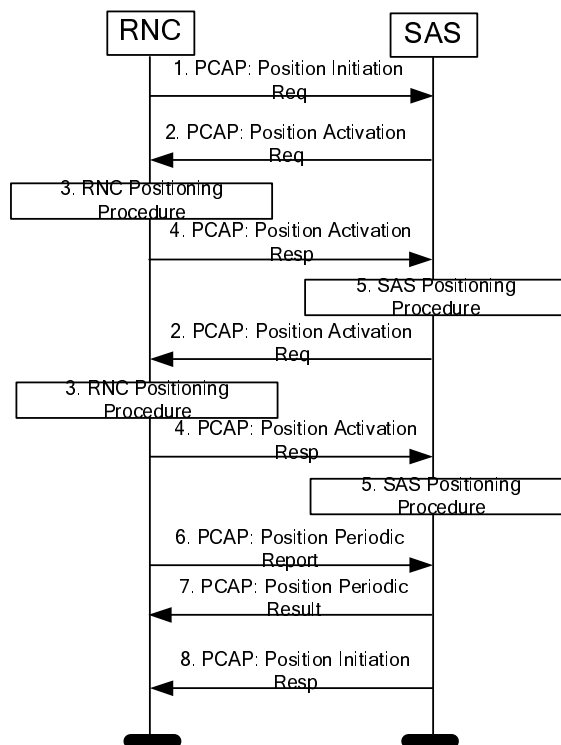 RNC
SAS
1. PCAP: Position Initiation
Req
2. PCAP: Position Activation
Req
3. RNC Positioning
Procedure
4. PCAP: Position Activation
Resp
5. SAS Positioning
Procedure
2. PCAP: Position Activation
Req
3. RNC Positioning
Procedure
4. PCAP: Position Activation
Resp
5. SAS Positioning
Procedure
6. PCAP: Position Periodic
Report
7. PCAP: Position Periodic
Result
8. PCAP: Position Initiation
Resp